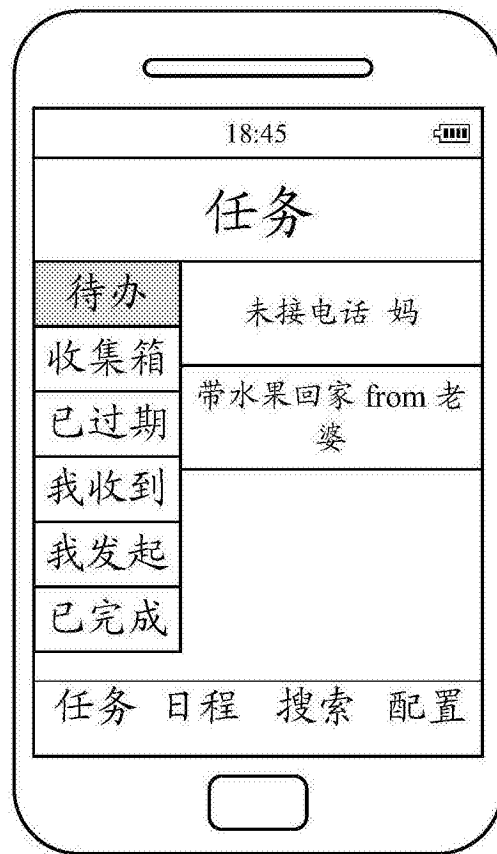 18:45
任务
待办
收集箱
已过期
我收到
我发起
已完成
未接电话 妈
带水果回家 from 老
婆
任务 日程 搜索 配置